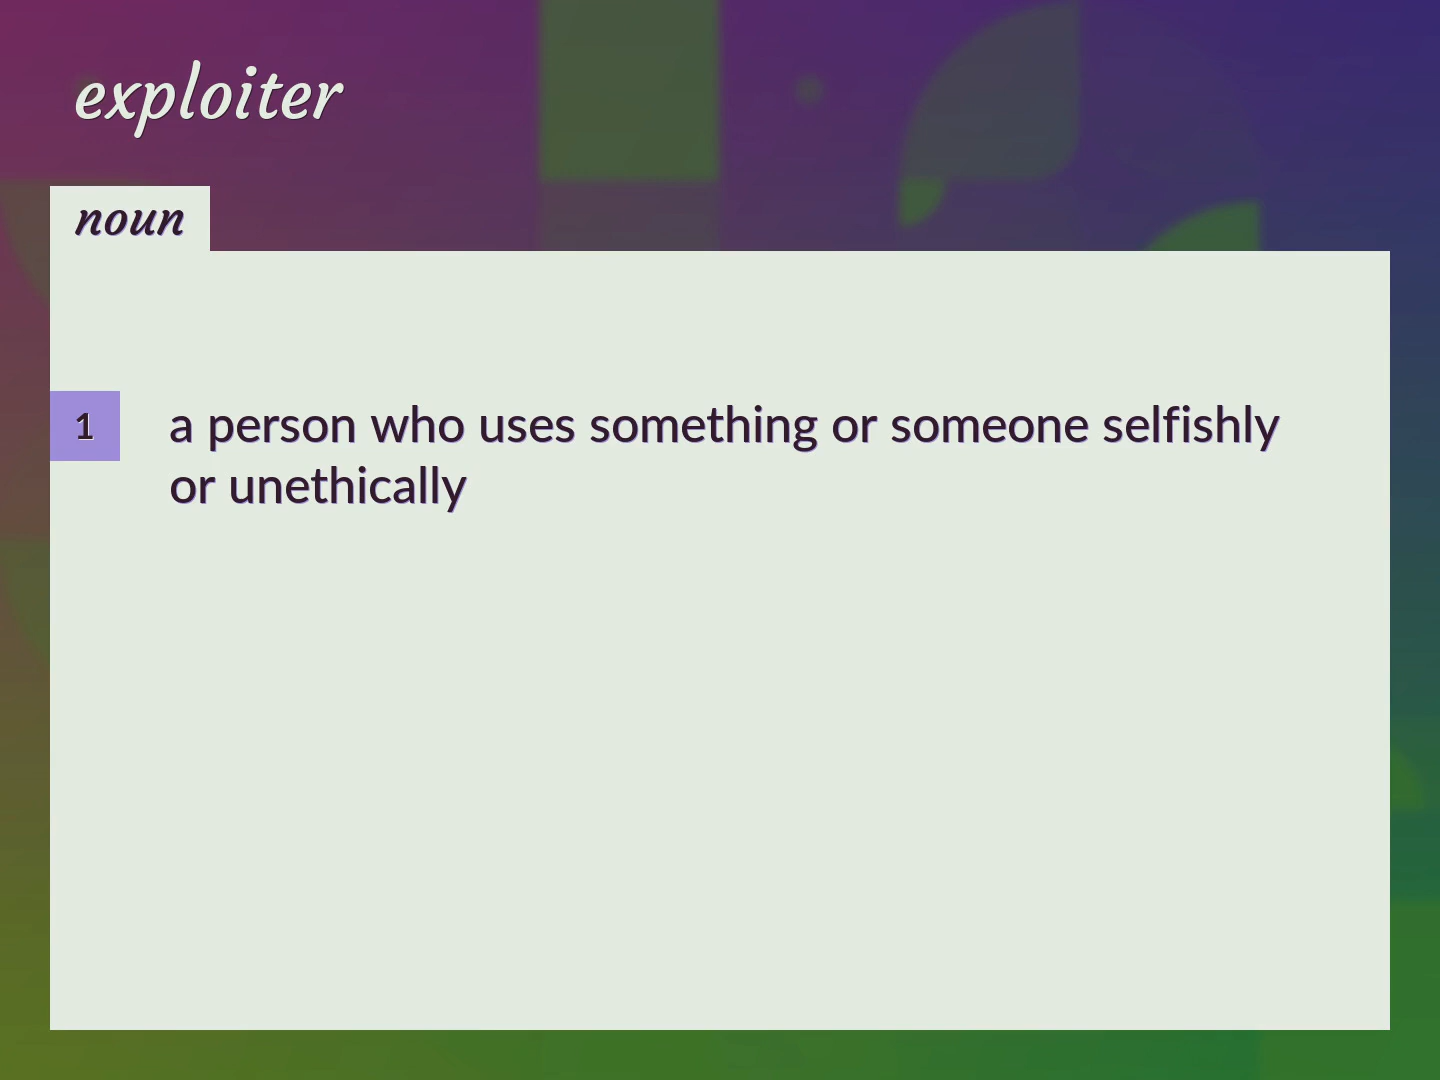 exploiter
noun
1
a person who uses something or someone selfishly
or unethically